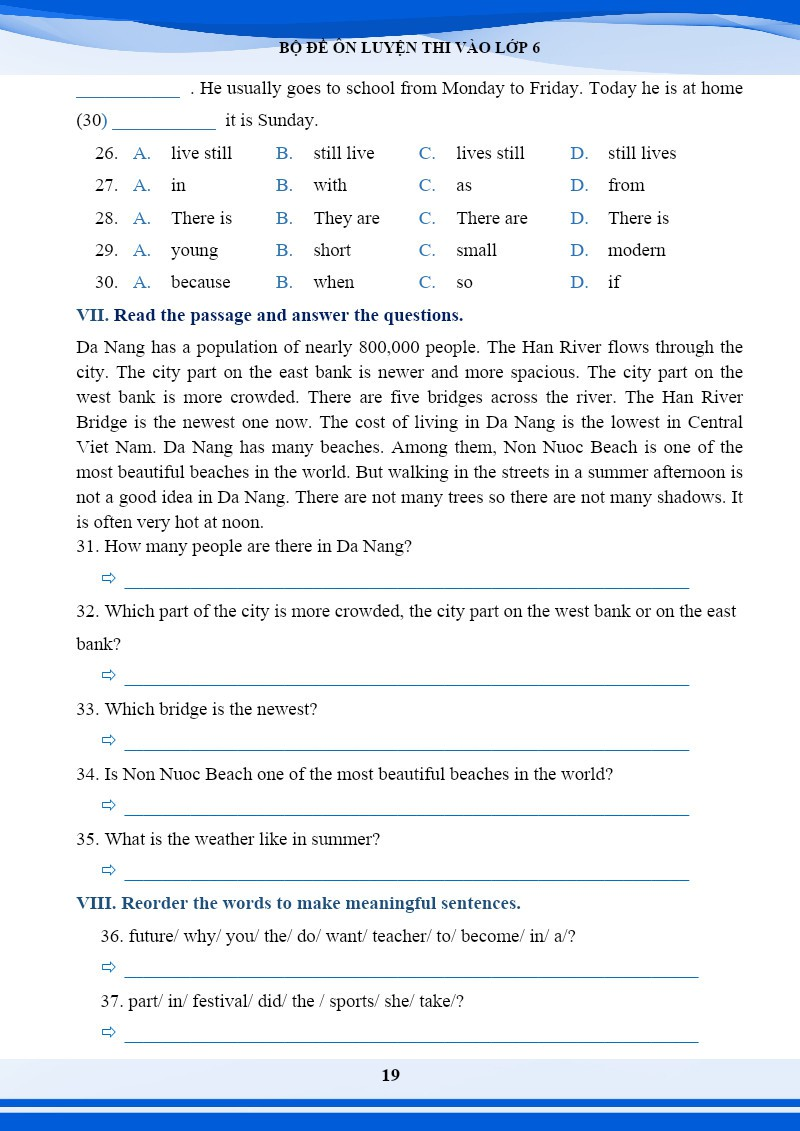 BỘ ĐỀ ÔN LUYỆN THI VÀO LỚP 6
___________ . He usually goes to school from Monday to Friday. Today he is at home
(30) ___________ it is Sunday.
26. A. live still B. still live C. lives still D. still lives
27. A. in B. with C. as D. from
28. A. There is B. They are C. There are D. There is
29. A. young B. short C. small D. modern
30. A. because B. when C. so D. if
VII. Read the passage and answer the questions.
Da Nang has a population of nearly 800,000 people. The Han River flows through the
city. The city part on the east bank is newer and more spacious. The city part on the
west bank is more crowded. There are five bridges across the river. The Han River
Bridge is the newest one now. The cost of living in Da Nang is the lowest in Central
Viet Nam. Da Nang has many beaches. Among them, Non Nuoc Beach is one of the
most beautiful beaches in the world. But walking in the streets in a summer afternoon is
not a good idea in Da Nang. There are not many trees so there are not many shadows. It
is often very hot at noon.
31. How many people are there in Da Nang?
⇨ ____________________________________________________________
32. Which part of the city is more crowded, the city part on the west bank or on the east
bank?
⇨ ____________________________________________________________
33. Which bridge is the newest?
⇨ ____________________________________________________________
34. Is Non Nuoc Beach one of the most beautiful beaches in the world?
⇨ ____________________________________________________________
35. What is the weather like in summer?
⇨ ____________________________________________________________
VIII. Reorder the words to make meaningful sentences.
36. future/ why/ you/ the/ do/ want/ teacher/ to/ become/ in/ a/?
⇨ _____________________________________________________________
37. part/ in/ festival/ did/ the / sports/ she/ take/?
⇨ _____________________________________________________________
19